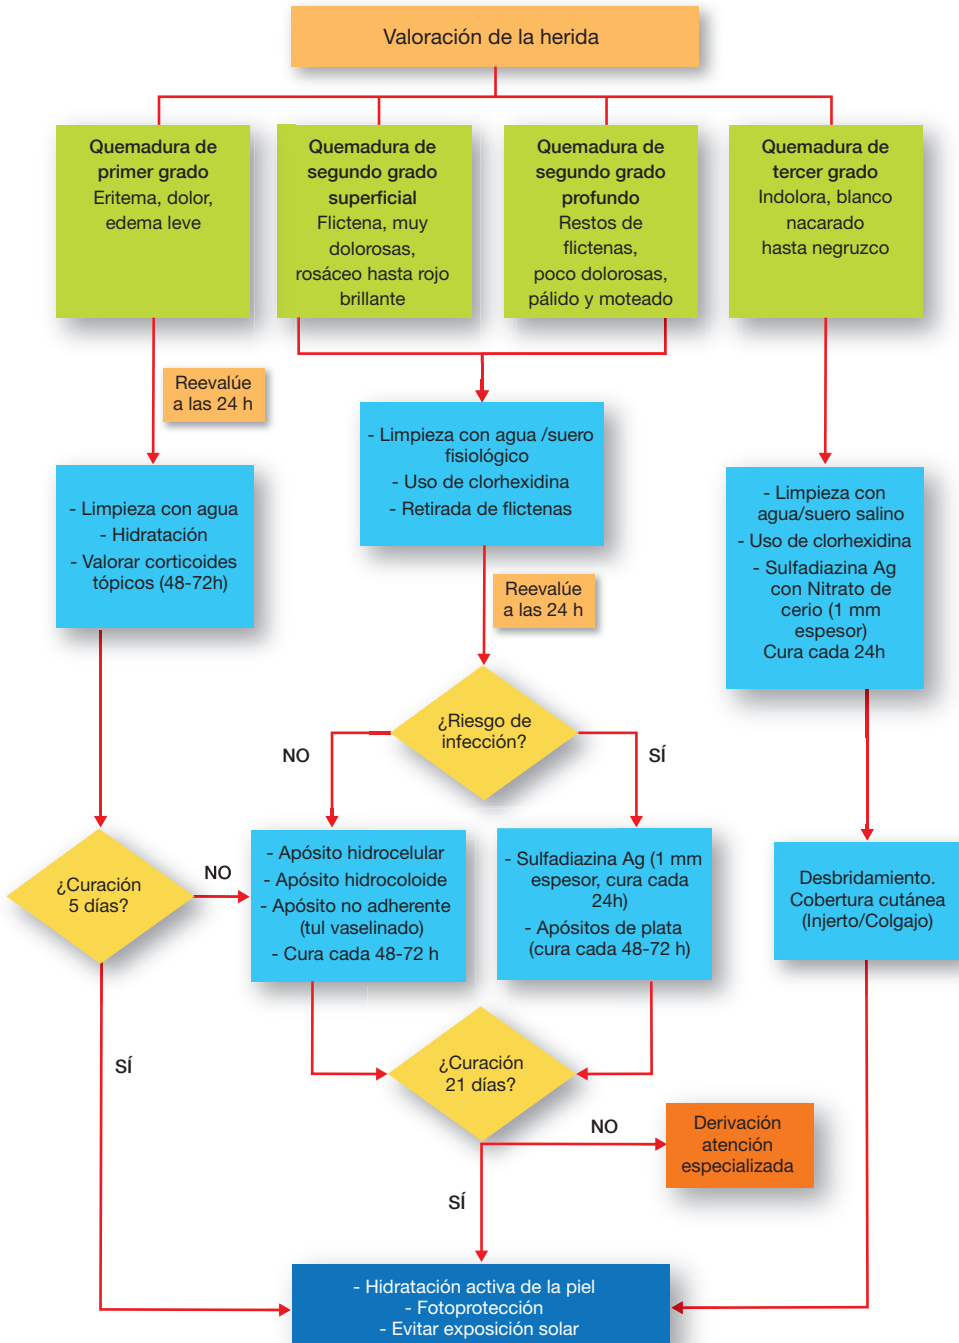 Valoración de la herida
Quemadura de
primer grado
Eritema, dolor,
edema leve
Quemadura de
segundo grado
superficial
Flictena, muy
dolorosas,
rosáceo hasta rojo
brillante
Quemadura de
segundo grado
profundo
Restos de
flictenas,
poco dolorosas,
pálido y moteado
Quemadura de
tercer grado
Indolora, blanco
nacarado
hasta negruzco
Reevalúe
a las 24 h
- Limpieza con agua /suero
fisiológico
- Uso de clorhexidina
- Retirada de flictenas
- Limpieza con agua
- Hidratación
- Valorar corticoides
tópicos (48-72h)
- Limpieza con
agua/suero salino
- Uso de clorhexidina
- Sulfadiazina Ag
con Nitrato de
cerio (1 mm
espesor)
Cura cada 24h
Reevalúe
a las 24 h
¿Riesgo de
infección?
NO
SÍ
¿Curación
5 días?
NO
- Apósito hidrocelular
- Apósito hidrocoloide
- Apósito no adherente
(tul vaselinado)
- Cura cada 48-72 h
- Sulfadiazina Ag (1 mm
espesor, cura cada
24h)
- Apósitos de plata
(cura cada 48-72 h)
Desbridamiento.
Cobertura cutánea
(Injerto/Colgajo)
SÍ
¿Curación
21 días?
NO
Derivación
atención
especializada
SÍ
- Hidratación activa de la piel
- Fotoprotección
- Evitar exposición solar